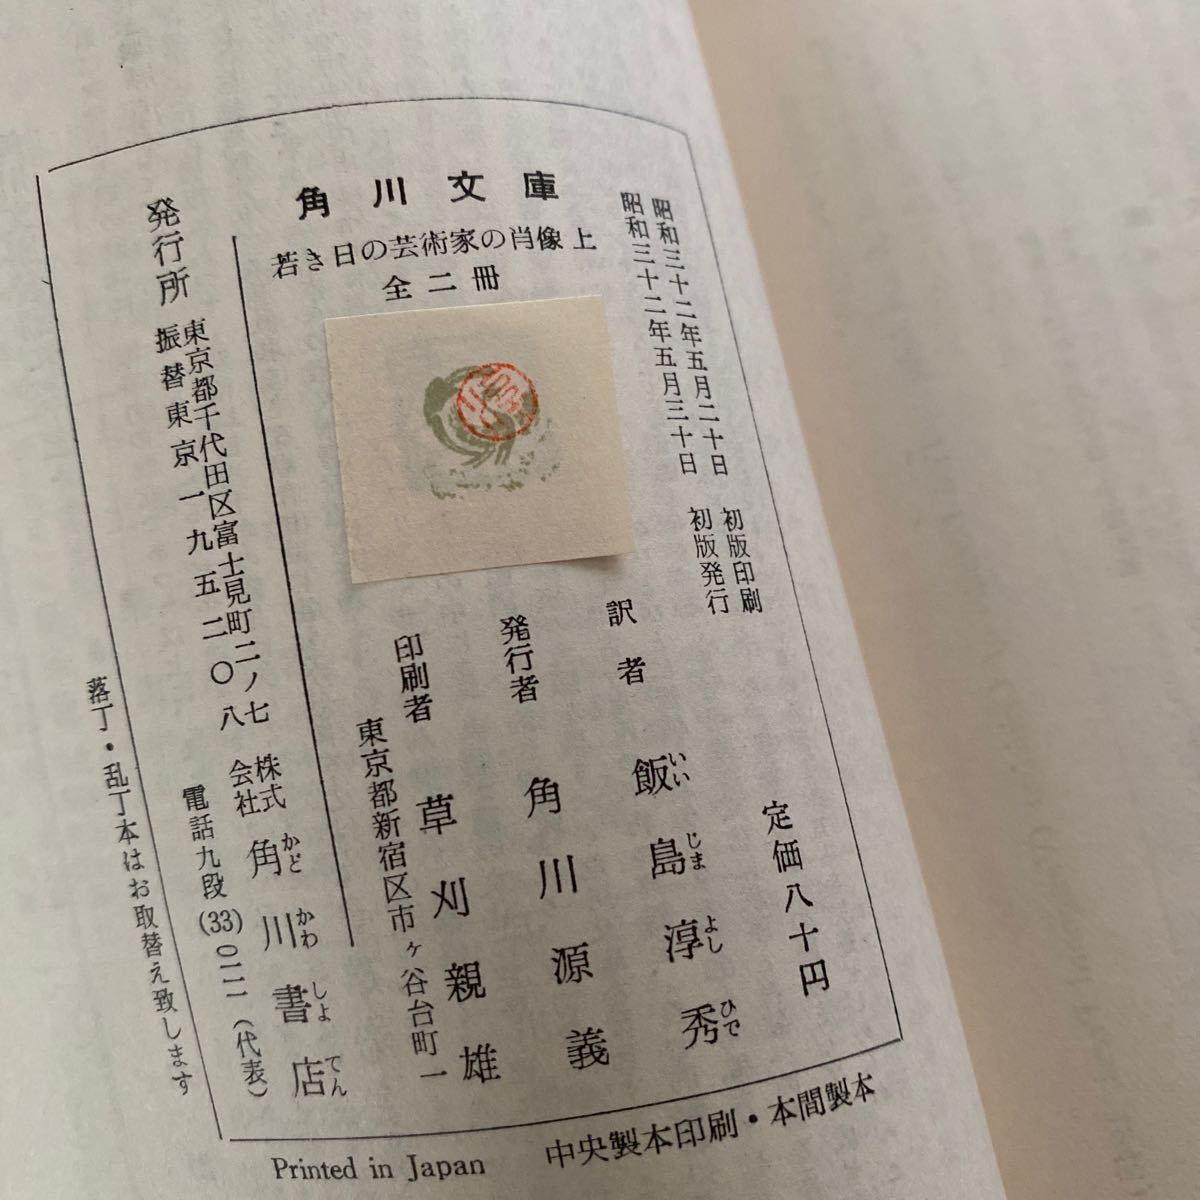 角川文庫
若き日の芸術家の肖像 上
全二冊
昭和三十二年五月二十日 初版印刷
昭和三十二年五月三十日 初版発行
定価八十円
訳者 飯島淳秀
いいじまよしひで
発行者 角川源義
印刷者 草刈親雄
東京都新宿区市ヶ谷台町一
発行所
東京都千代田区富士見町二ノ七
振替東京一九五二〇八
株式会社 角川書店
かどかわしよてん
電話九段(33)〇二一一(代表)
落丁・乱丁本はお取替え致します
中央製本印刷・本間製本
Printed in Japan